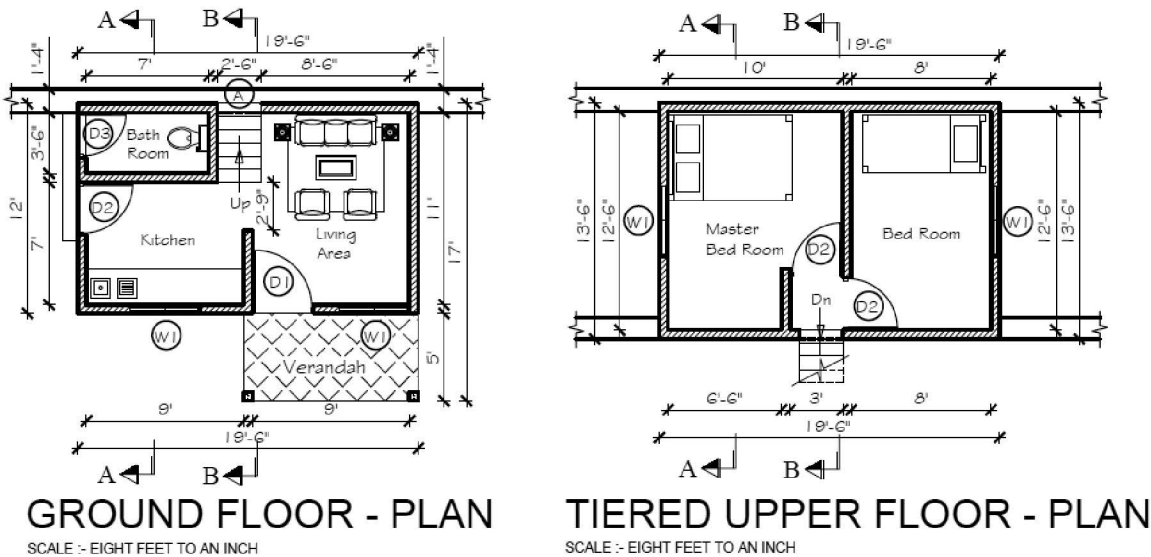 A B
19'-6"
7' 2'-6" 8'-6"
1'-4" 1'-4"
A
D3 Bath
Room
3'-6"
12'
D2
Up
2'-9"
Kitchen
Living
Area
7'
11'
17'
D1
W1 W1
Verandah
5'
9' 9'
19'-6"
A B
GROUND FLOOR - PLAN
SCALE :- EIGHT FEET TO AN INCH
A B
19'-6"
10' 8'
13'-6" 12'-6" W1
Master
Bed Room
D2
Bed Room
W1 12'-6" 13'-6"
Dn
D2
6'-6" 3' 8'
19'-6"
A B
TIERED UPPER FLOOR - PLAN
SCALE :- EIGHT FEET TO AN INCH